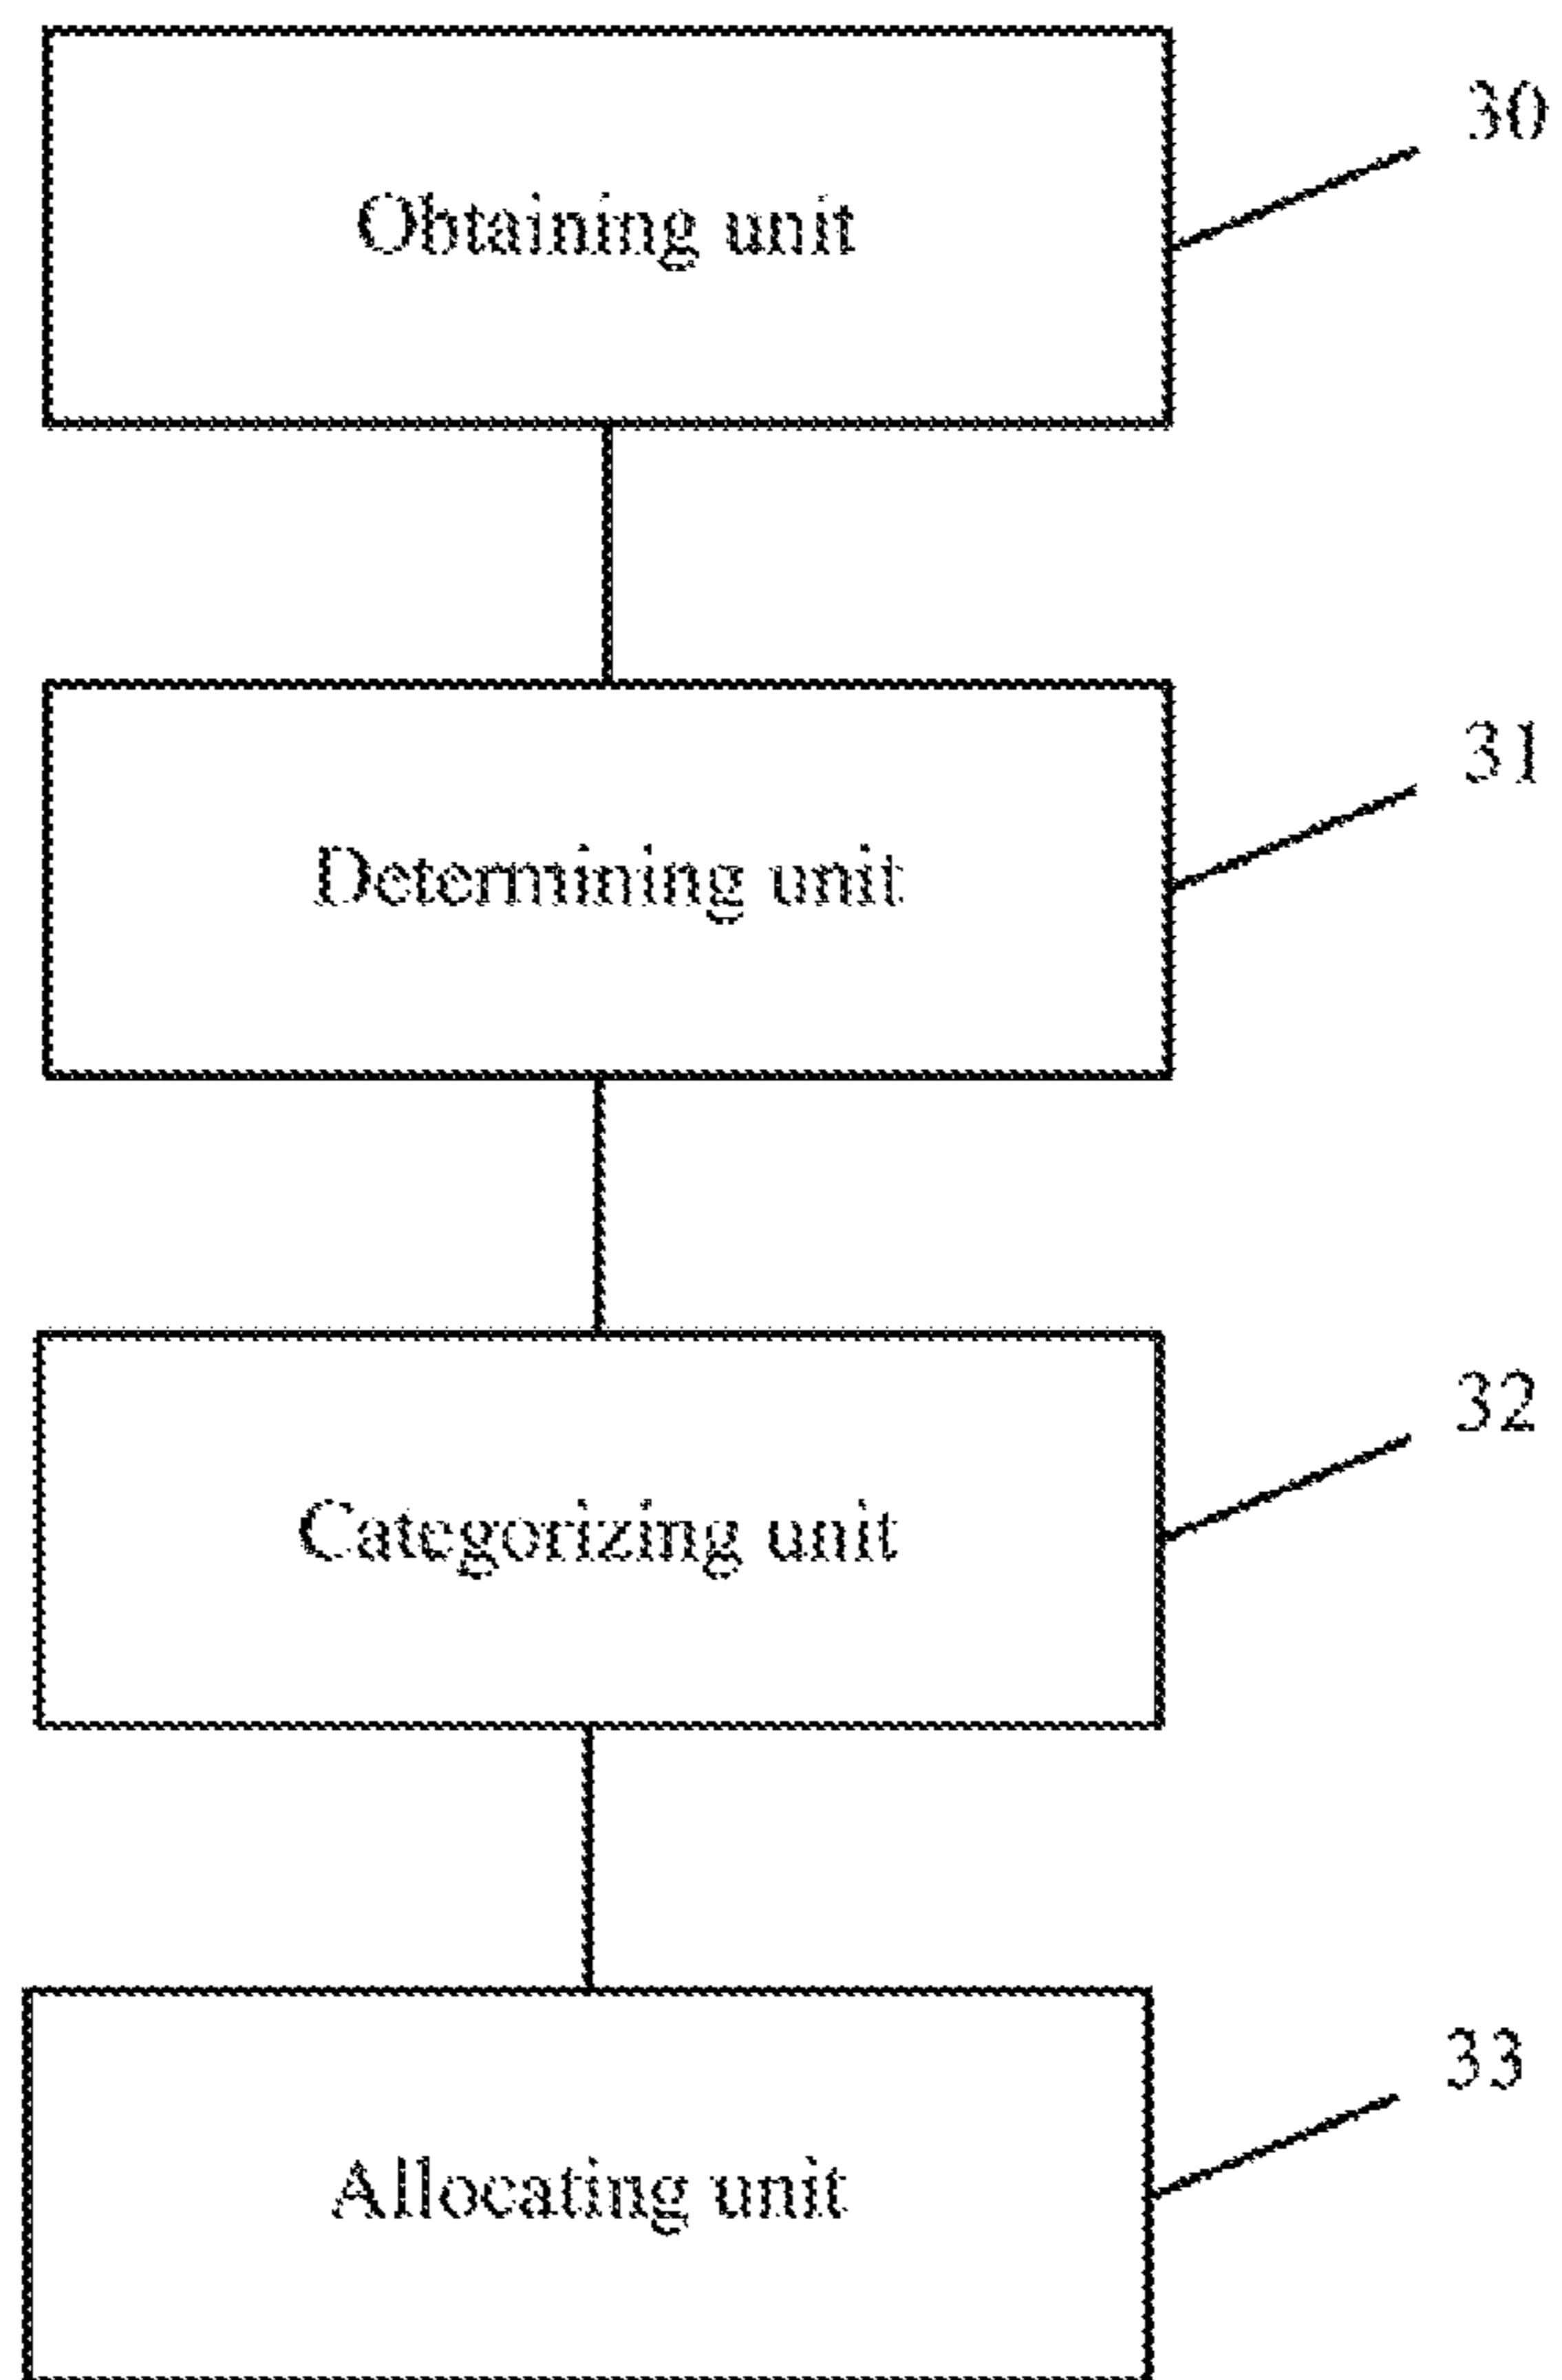 30
Obtaining unit
31
Determining unit
32
Categorizing unit
33
Allocating unit